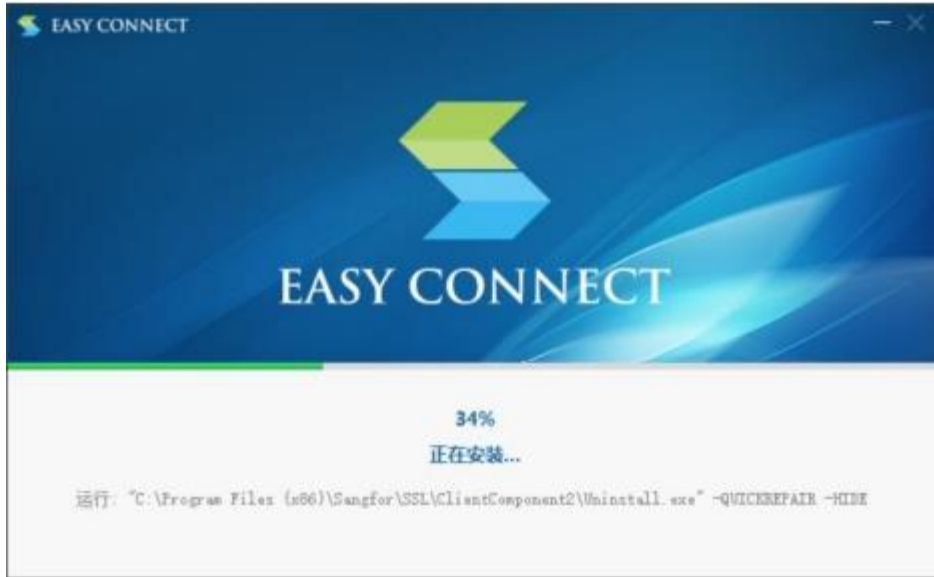 EASY CONNECT
EASY CONNECT
34%
正在安装...
运行: "C:\Program Files (x86)\Sangfor\SSL\ClientComponent2\Uninstall.exe" -QUICKREPAIR -HIDE